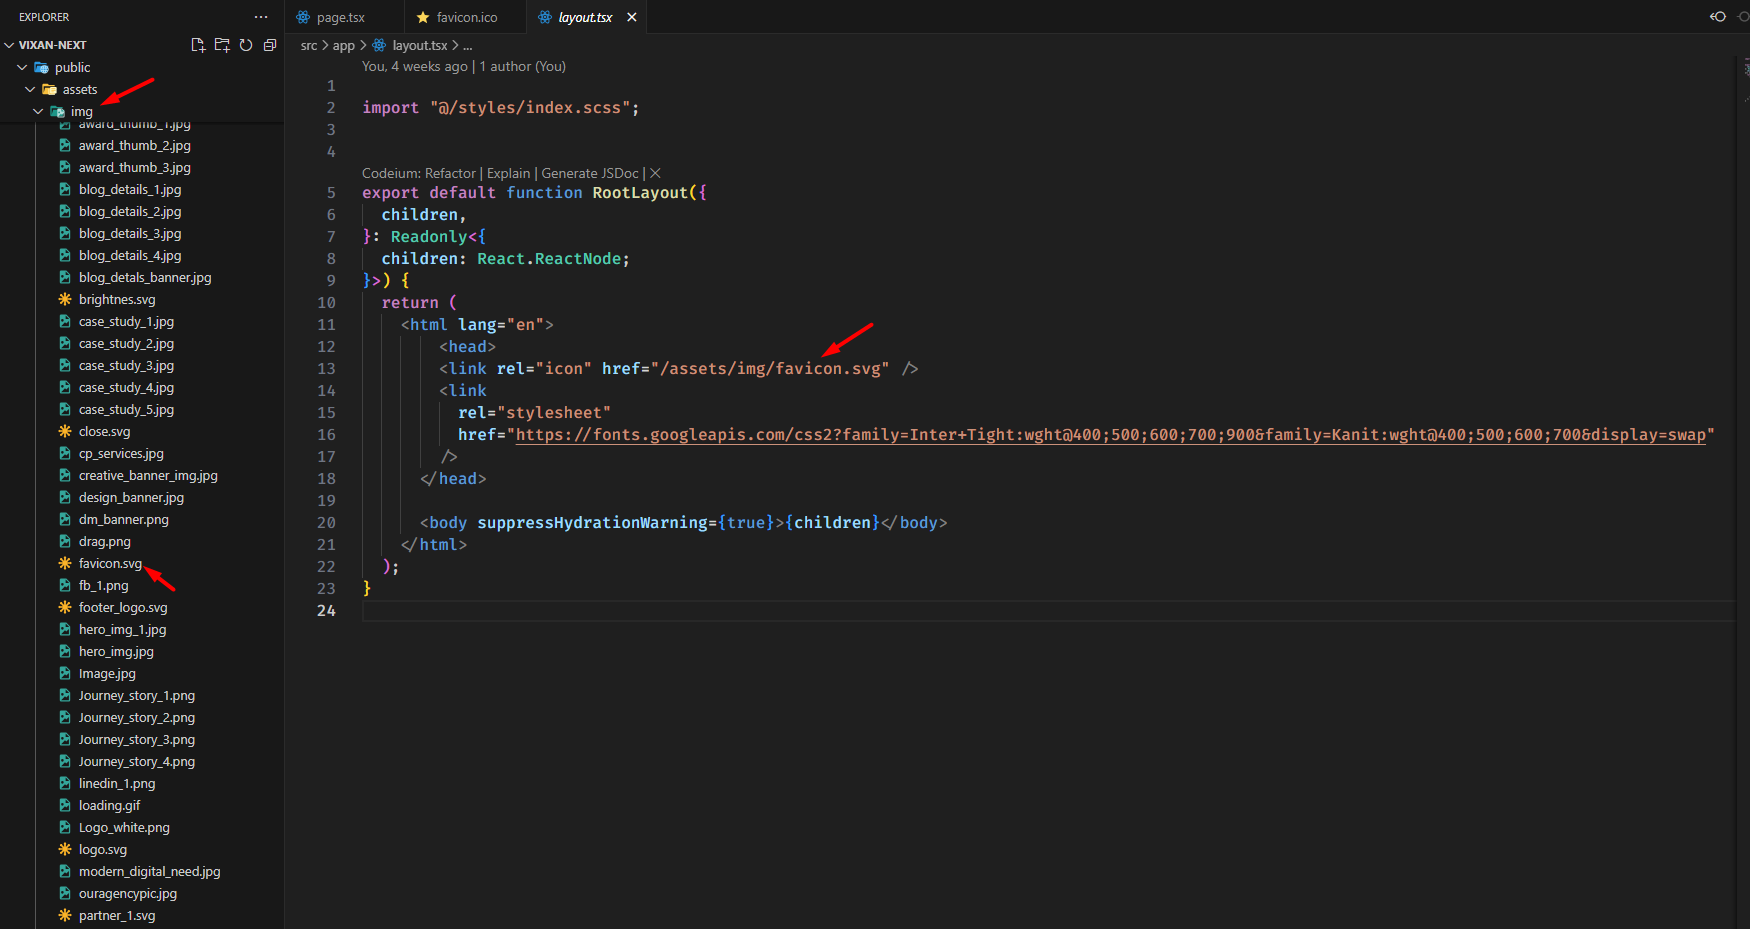 EXPLORER
VIXAN-NEXT
public
assets
img
award_thumb_1.jpg
award_thumb_2.jpg
award_thumb_3.jpg
blog_details_1.jpg
blog_details_2.jpg
blog_details_3.jpg
blog_details_4.jpg
blog_detals_banner.jpg
brightnes.svg
case_study_1.jpg
case_study_2.jpg
case_study_3.jpg
case_study_4.jpg
case_study_5.jpg
close.svg
cp_services.jpg
creative_banner_img.jpg
design_banner.jpg
dm_banner.png
drag.png
favicon.svg
fb_1.png
footer_logo.svg
hero_img_1.jpg
hero_img.jpg
Image.jpg
Journey_story_1.png
Journey_story_2.png
Journey_story_3.png
Journey_story_4.png
linedin_1.png
loading.gif
Logo_white.png
logo.svg
modern_digital_need.jpg
ouragencypic.jpg
partner_1.svg
page.tsx favicon.ico layout.tsx
src > app > layout.tsx > ...
You, 4 weeks ago | 1 author (You)
1
2 import "@/styles/index.scss";
3
4
Codeium: Refactor | Explain | Generate JSDoc | X
5 export default function RootLayout({
6 children,
7 }: Readonly<{
8 children: React.ReactNode;
9 }>) {
10 return (
11 <html lang="en">
12 <head>
13 <link rel="icon" href="/assets/img/favicon.svg" />
14 <link
15 rel="stylesheet"
16 href="https://fonts.googleapis.com/css2?family=Inter+Tight:wght@400;500;600;700;900&family=Kanit:wght@400;500;600;700&display=swap"
17 />
18 </head>
19
20 <body suppressHydrationWarning={true}>{children}</body>
21 </html>
22 );
23 }
24